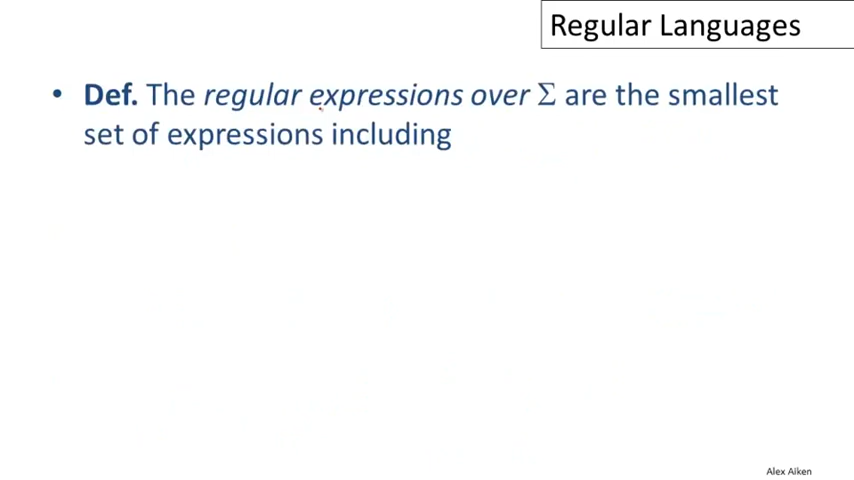 Regular Languages
• Def. The regular expressions over Σ are the smallest
set of expressions including
Alex Aiken